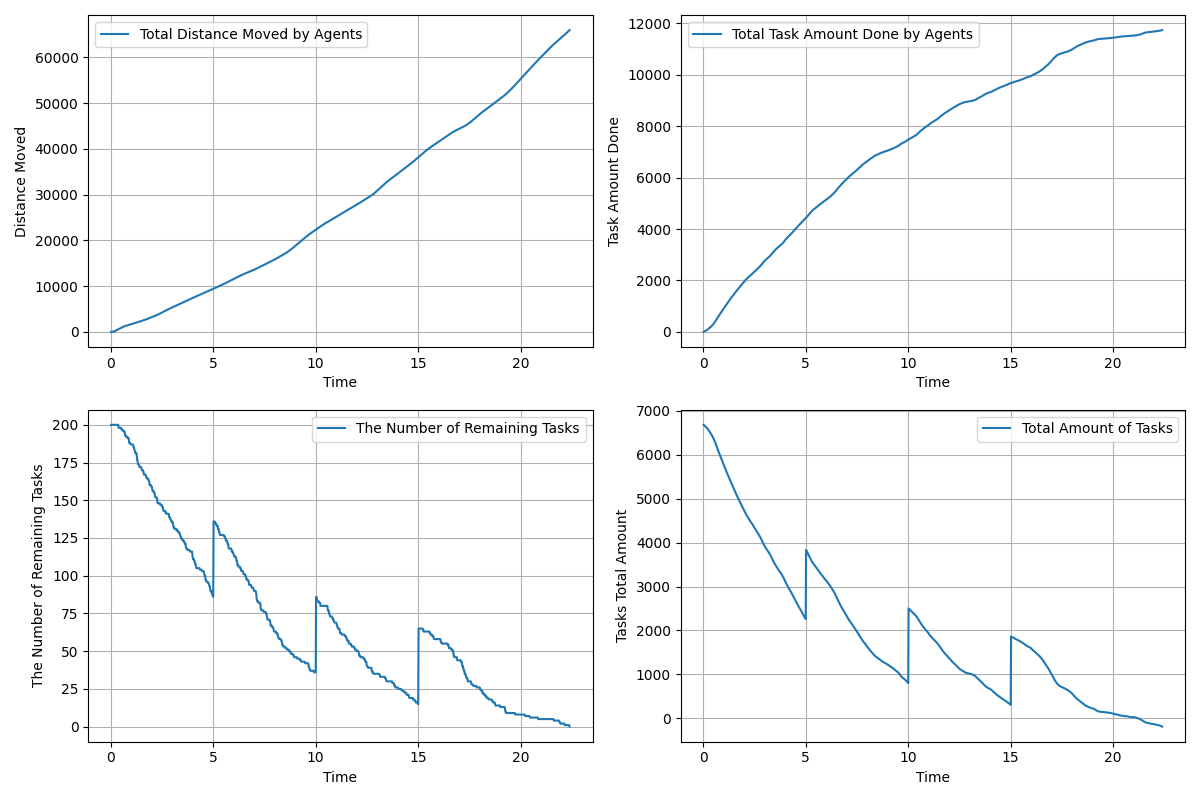 Total Distance Moved by Agents
Distance Moved
60000
50000
40000
30000
20000
10000
0
0 5 10 15 20
Time
Total Task Amount Done by Agents
Task Amount Done
12000
10000
8000
6000
4000
2000
0
0 5 10 15 20
Time
The Number of Remaining Tasks
The Number of Remaining Tasks
200
175
150
125
100
75
50
25
0
0 5 10 15 20
Time
Total Amount of Tasks
Tasks Total Amount
7000
6000
5000
4000
3000
2000
1000
0
0 5 10 15 20
Time